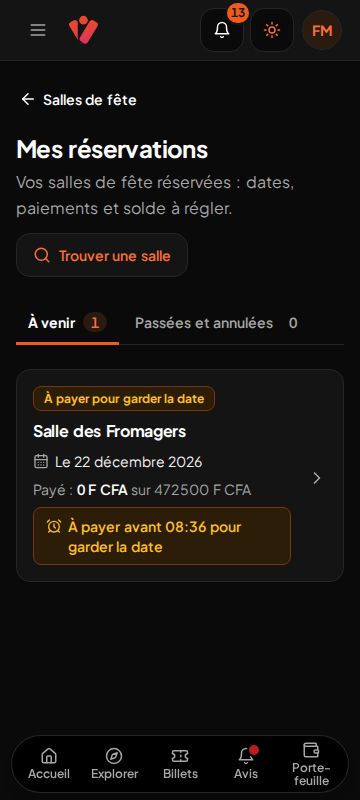 13
FM
Salles de fête
Mes réservations
Vos salles de fête réservées : dates,
paiements et solde à régler.
Trouver une salle
À venir 1 Passées et annulées 0
À payer pour garder la date
Salle des Fromagers
Le 22 décembre 2026
Payé : 0 F CFA sur 472500 F CFA
À payer avant 08:36 pour
garder la date
Accueil Explorer Billets Avis Porte-
feuille